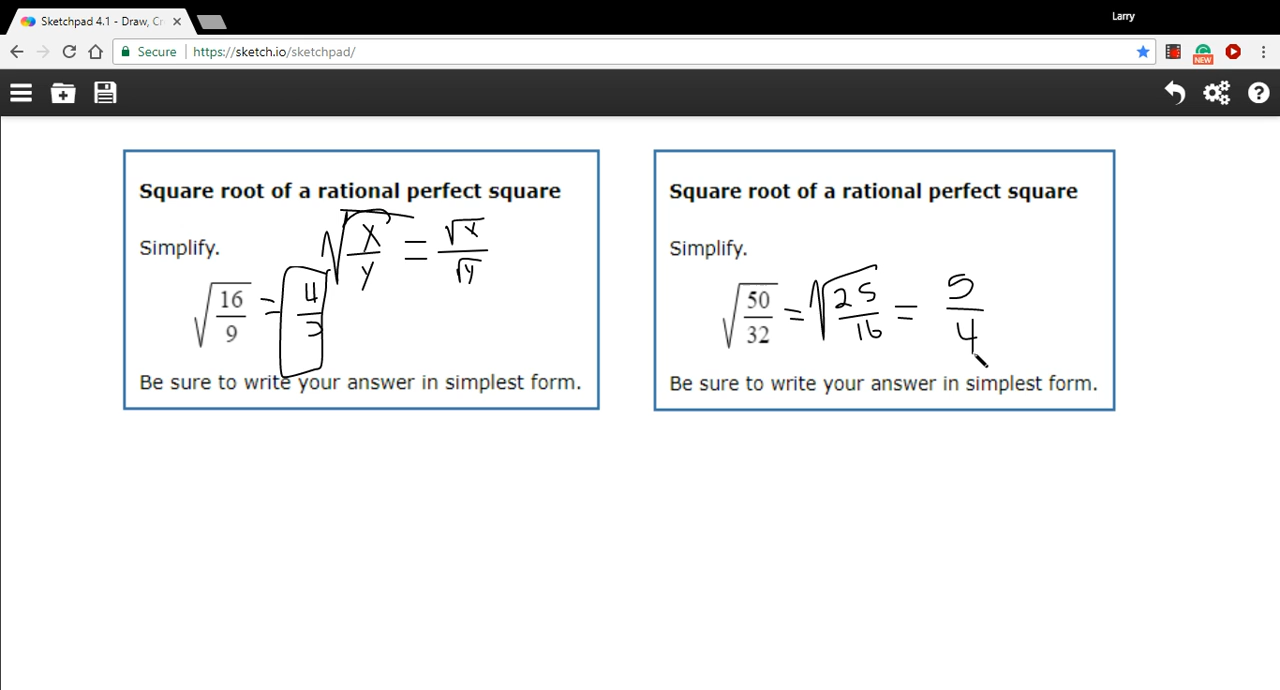 Larry
Sketchpad 4.1 - Draw, Cr
Secure | https://sketch.io/sketchpad/
NEW
Square root of a rational perfect square
Simplify.
√(x/y) = √x/√y
√(16/9) = 4/3
Be sure to write your answer in simplest form.
Square root of a rational perfect square
Simplify.
√(50/32) = √(25/16) = 5/4
Be sure to write your answer in simplest form.